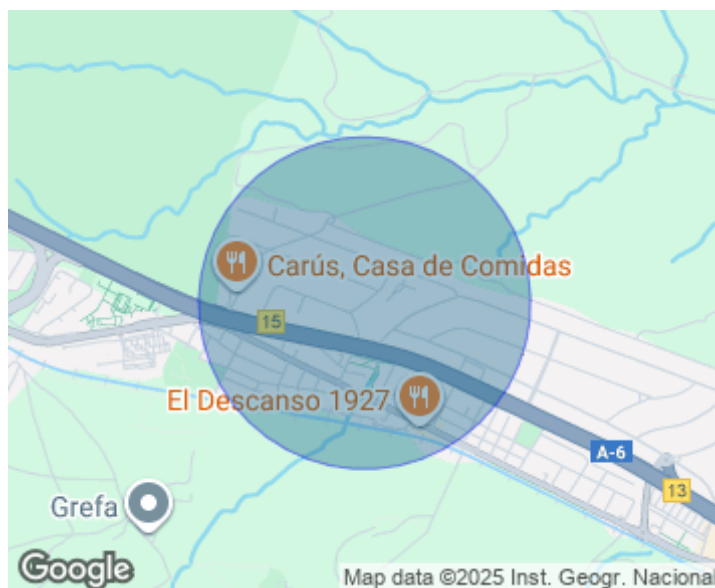 Carús, Casa de Comidas
15
El Descanso 1927
A-6
13
Grefa
Google
Map data ©2025 Inst. Geogr. Nacional